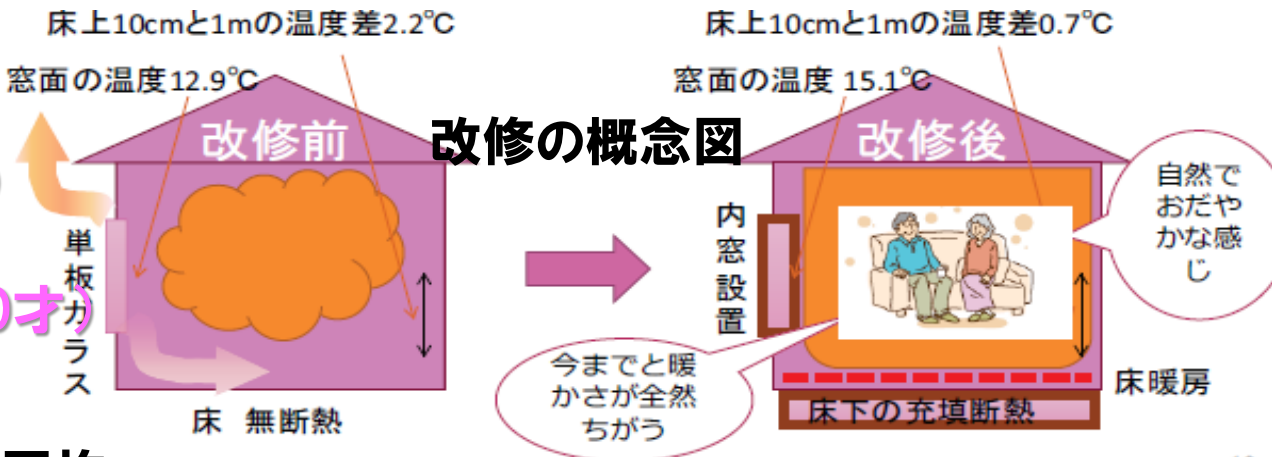 床上10cmと1mの温度差2.2℃
窓面の温度12.9℃
改修前
単板ガラス
床 無断熱
改修の概念図
床上10cmと1mの温度差0.7℃
窓面の温度 15.1℃
改修後
内窓設置
自然で
おだや
かな感
じ
今までと暖
かさが全然
ちがう
床暖房
床下の充填断熱